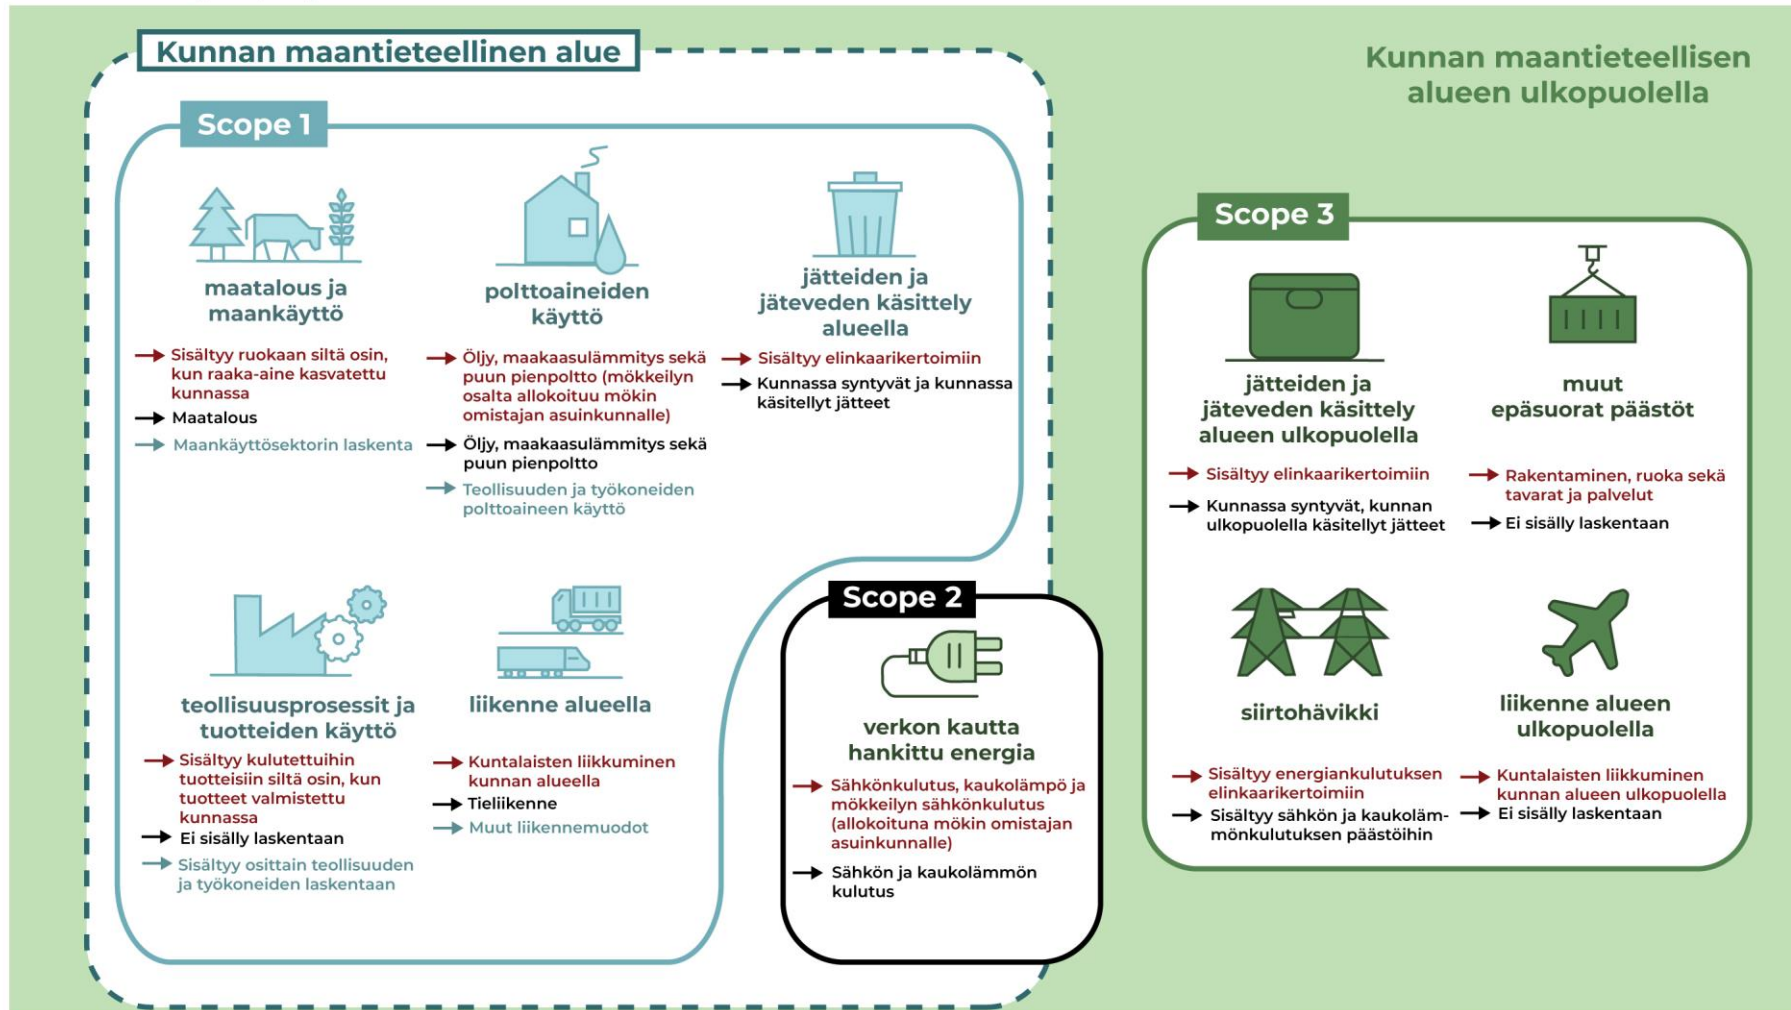 Kunnan maantieteellinen alue
Kunnan maantieteellisen
alueen ulkopuolella
Scope 1
maatalous ja
maankäyttö
Sisältyy ruokaan siltä osin,
kun raaka-aine kasvatettu
kunnassa
Maatalous
Maankäyttösektorin laskenta
polttoaineiden
käyttö
Öljy, maakaasulämmitys sekä
puun pienpoltto (mökkeilyn
osalta allokoituu mökin
omistajan asuinkunnalle)
Öljy, maakaasulämmitys sekä
puun pienpoltto
Teollisuuden ja työkoneiden
polttoaineen käyttö
jätteiden ja
jäteveden käsittely
alueella
Sisältyy elinkaarikertoimiin
Kunnassa syntyvät ja kunnassa
käsitellyt jätteet
teollisuusprosessit ja
tuotteiden käyttö
Sisältyy kulutettuihin
tuotteisiin siltä osin, kun
tuotteet valmistettu
kunnassa
Ei sisälly laskentaan
Sisältyy osittain teollisuuden
ja työkoneiden laskentaan
liikenne alueella
Kuntalaisten liikkuminen
kunnan alueella
Tieliikenne
Muut liikennemuodot
Scope 2
verkon kautta
hankittu energia
Sähkönkulutus, kaukolämpö ja
mökkeilyn sähkönkulutus
(allokoituna mökin omistajan
asuinkunnalle)
Sähkön ja kaukolämmön
kulutus
Scope 3
jätteiden ja
jäteveden käsittely
alueen ulkopuolella
Sisältyy elinkaarikertoimiin
Kunnassa syntyvät, kunnan
ulkopuolella käsitellyt jätteet
muut
epäsuorat päästöt
Rakentaminen, ruoka sekä
tavarat ja palvelut
Ei sisälly laskentaan
siirtohävikki
Sisältyy energiankulutuksen
elinkaarikertoimiin
Sisältyy sähkön ja kaukoläm-
mönkulutuksen päästöihin
liikenne alueen
ulkopuolella
Kuntalaisten liikkuminen
kunnan alueen ulkopuolella
Ei sisälly laskentaan